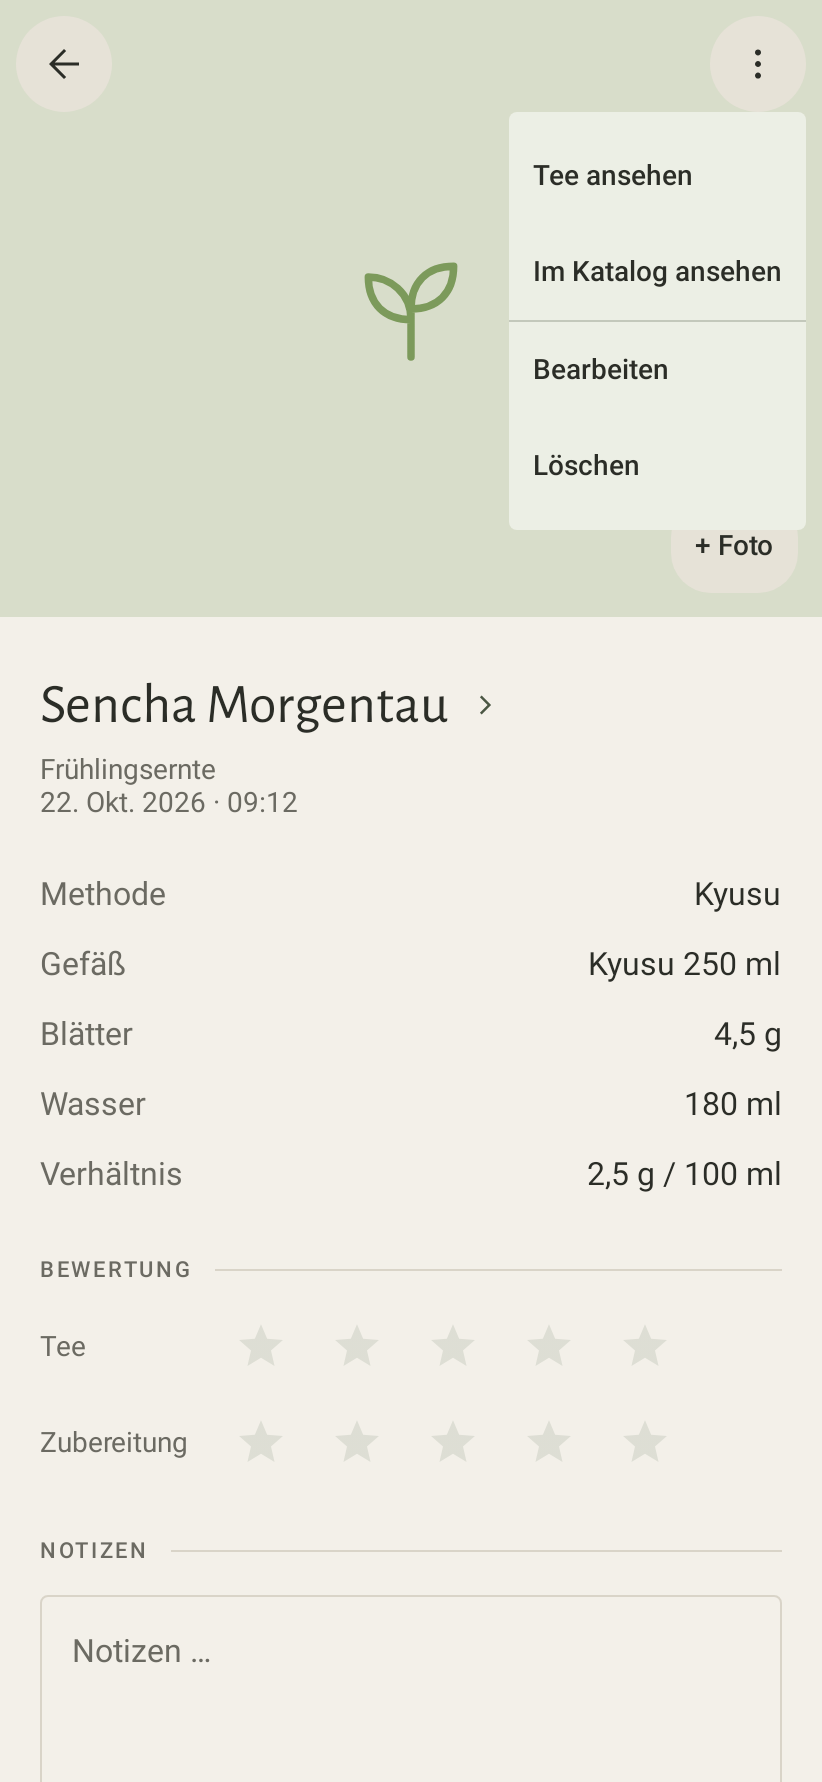 Tee ansehen
Im Katalog ansehen
Bearbeiten
Löschen
+ Foto
Sencha Morgentau
Frühlingsernte
22. Okt. 2026 · 09:12
Methode Kyusu
Gefäß Kyusu 250 ml
Blätter 4,5 g
Wasser 180 ml
Verhältnis 2,5 g / 100 ml
BEWERTUNG
Tee
Zubereitung
NOTIZEN
Notizen …